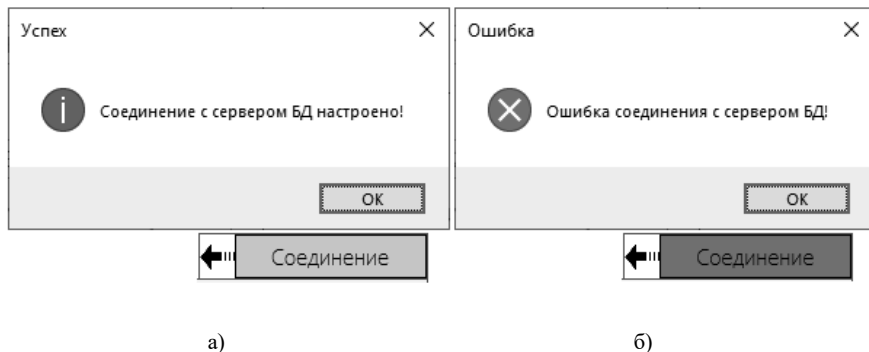 Успех
Соединение с сервером БД настроено!
ОК
Соединение
а)
Ошибка
Ошибка соединения с сервером БД!
ОК
Соединение
б)